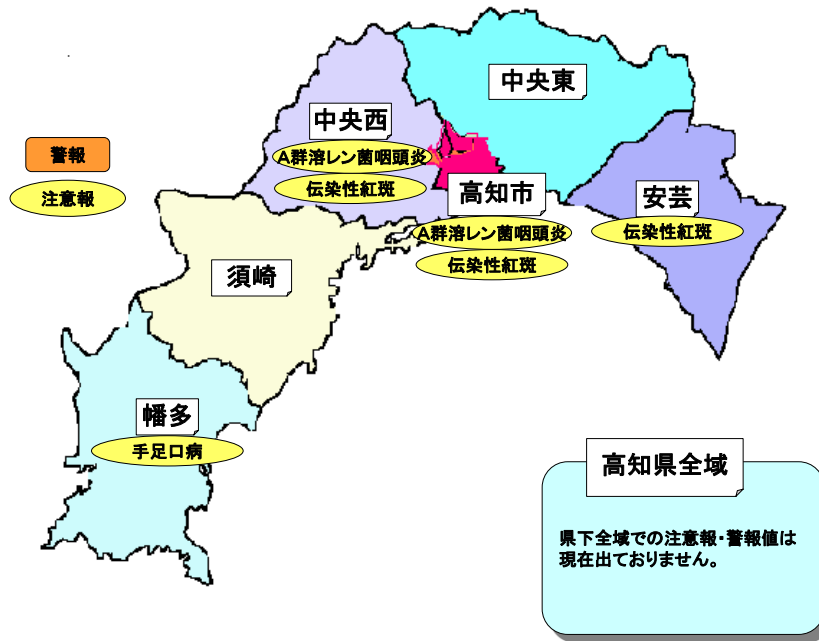 中央東
中央西
A群溶レン菌咽頭炎
伝染性紅斑
警報
注意報
高知市
A群溶レン菌咽頭炎
伝染性紅斑
安芸
伝染性紅斑
須崎
幡多
手足口病
高知県全域
県下全域での注意報・警報値は
現在出ておりません。